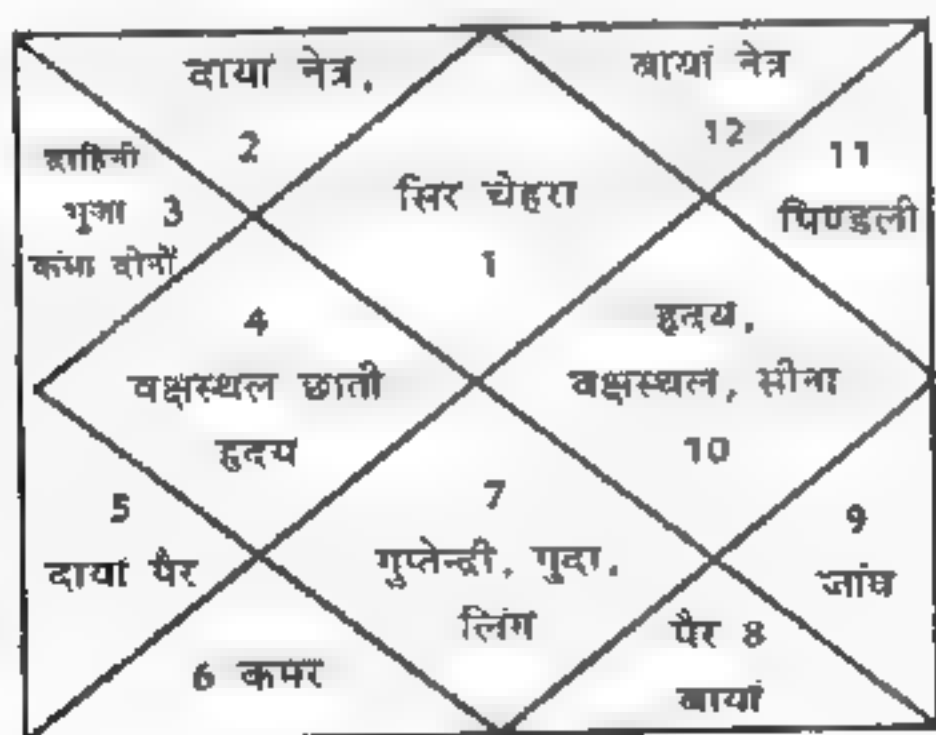 दायां नेत्र,
2
बायां नेत्र
12
दाहिनी
भुजा 3
कंधा दोनों
सिर चेहरा
1
11
पिण्डली
4
वक्षस्थल छाती
हृदय
हृदय,
वक्षस्थल, सीना
10
5
दायां पैर
7
गुप्तेन्द्री, गुदा,
लिंग
9
जांघ
6 कमर
पैर 8
बायां